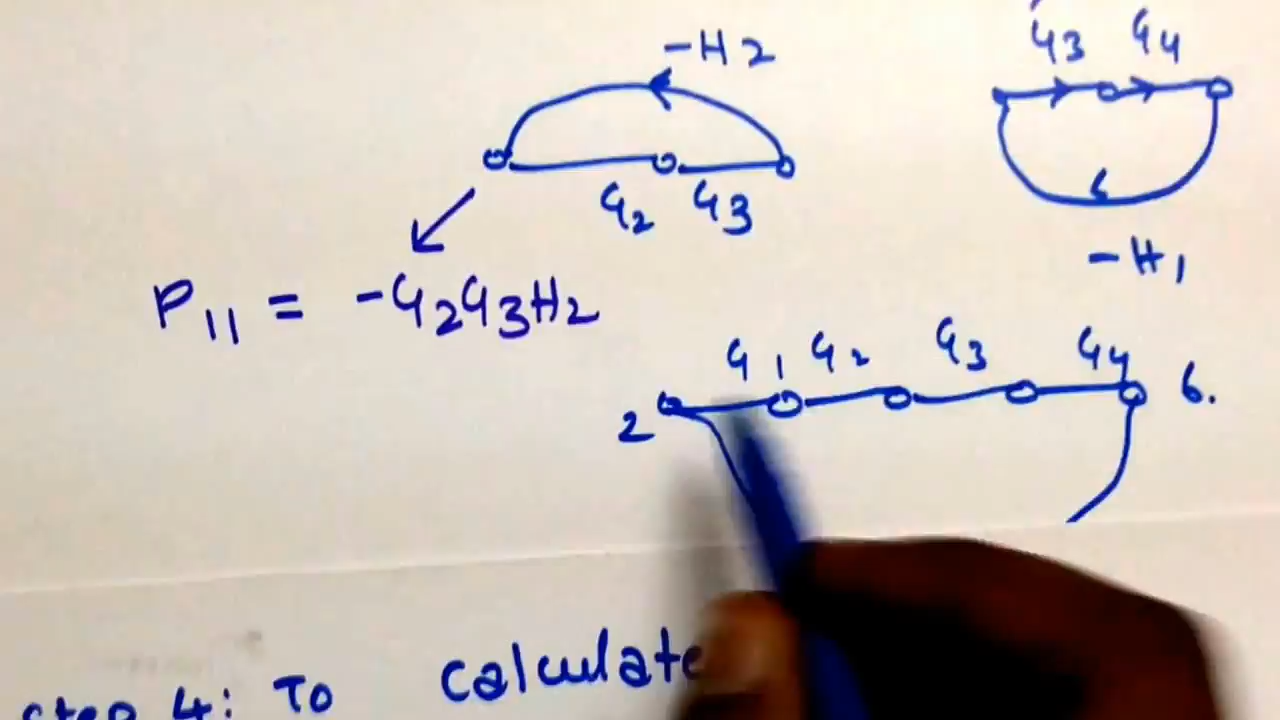 -H2
G3 G4
G2 G3
-H1
P11 = -G2G3H2
G1 G2 G3 G4
2
6.
Step 4: To calculate